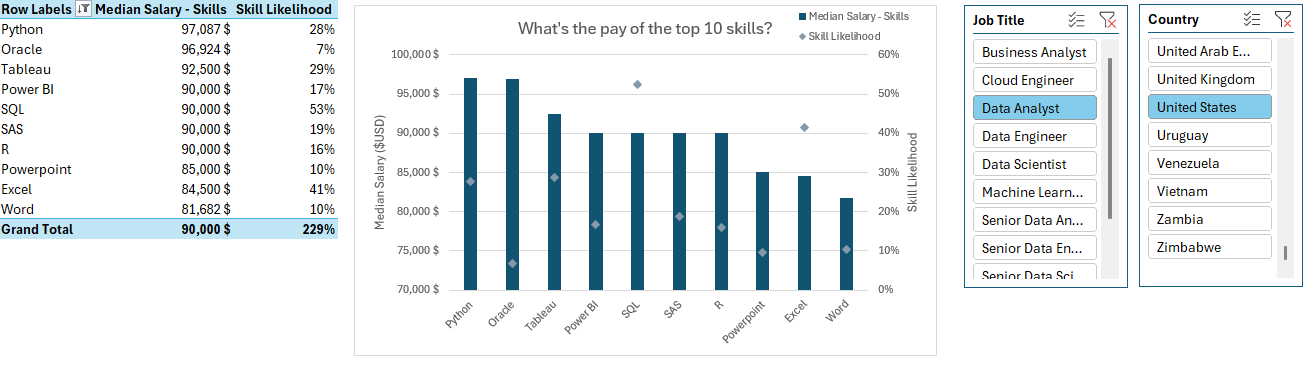 Row Labels Median Salary - Skills Skill Likelihood
Python 97,087 $ 28%
Oracle 96,924 $ 7%
Tableau 92,500 $ 29%
Power BI 90,000 $ 17%
SQL 90,000 $ 53%
SAS 90,000 $ 19%
R 90,000 $ 16%
Powerpoint 85,000 $ 10%
Excel 84,500 $ 41%
Word 81,682 $ 10%
Grand Total 90,000 $ 229%
What's the pay of the top 10 skills?
Median Salary - Skills
Skill Likelihood
Median Salary ($USD)
100,000 $
95,000 $
90,000 $
85,000 $
80,000 $
75,000 $
70,000 $
60%
50%
40%
30%
20%
10%
0%
Skill Likelihood
Python
Oracle
Tableau
Power BI
SQL
SAS
R
Powerpoint
Excel
Word
Job Title
Business Analyst
Cloud Engineer
Data Analyst
Data Engineer
Data Scientist
Machine Learn...
Senior Data An...
Senior Data En...
Senior Data Sci
Country
United Arab E...
United Kingdom
United States
Uruguay
Venezuela
Vietnam
Zambia
Zimbabwe